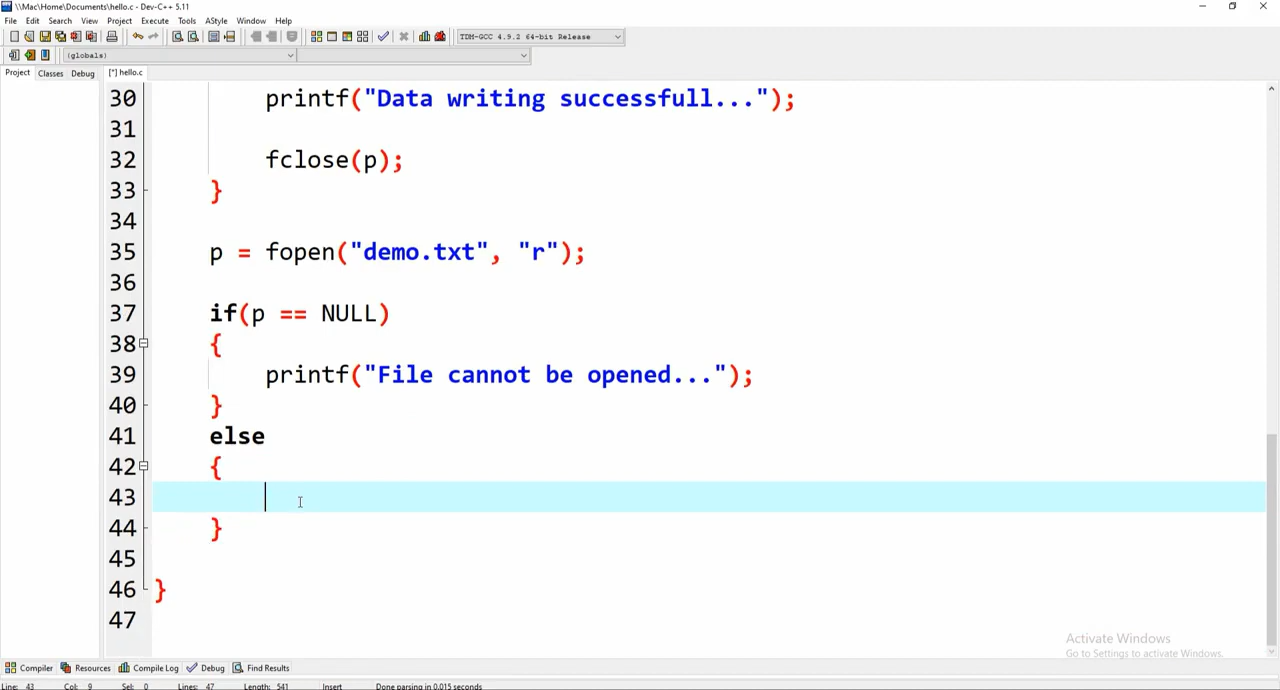 \\Mac\Home\Documents\hello.c - Dev-C++ 5.11
File Edit Search View Project Execute Tools AStyle Window Help
TDM-GCC 4.9.2 64-bit Release
(globals)
Project Classes Debug [*] hello.c
30 printf("Data writing successfull...");
31
32 fclose(p);
33 }
34
35 p = fopen("demo.txt", "r");
36
37 if(p == NULL)
38 {
39 printf("File cannot be opened...");
40 }
41 else
42 {
43
44 }
45
46 }
47
Activate Windows
Go to Settings to activate Windows.
Compiler Resources Compile Log Debug Find Results
Line: 43 Col: 9 Sel: 0 Lines: 47 Length: 541 Insert Done parsing in 0.015 seconds